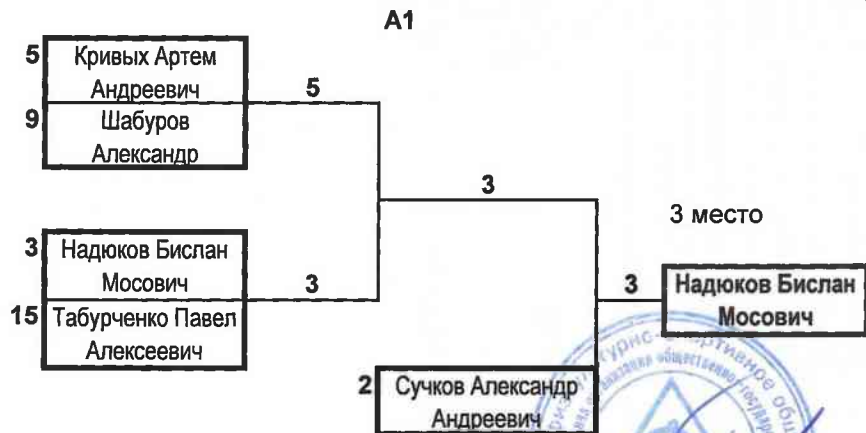 А1
5 Кривых Артем
Андреевич
5
9 Шабуров
Александр
3
3 место
3 Надюков Бислан
Мосович
3
15 Табурченко Павел
Алексеевич
3 Надюков Бислан
Мосович
2 Сучков Александр
Андреевич